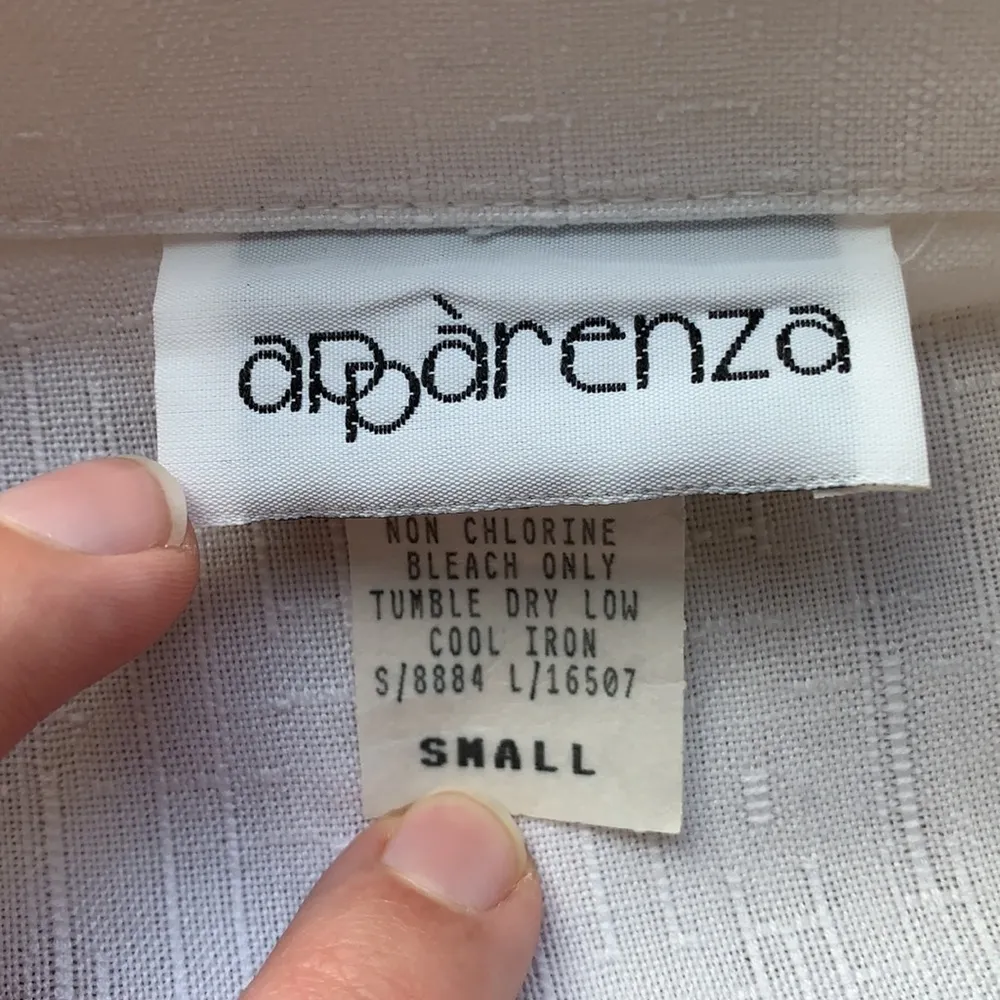 appàrenza
NON CHLORINE
BLEACH ONLY
TUMBLE DRY LOW
COOL IRON
S/8884 L/16507
SMALL